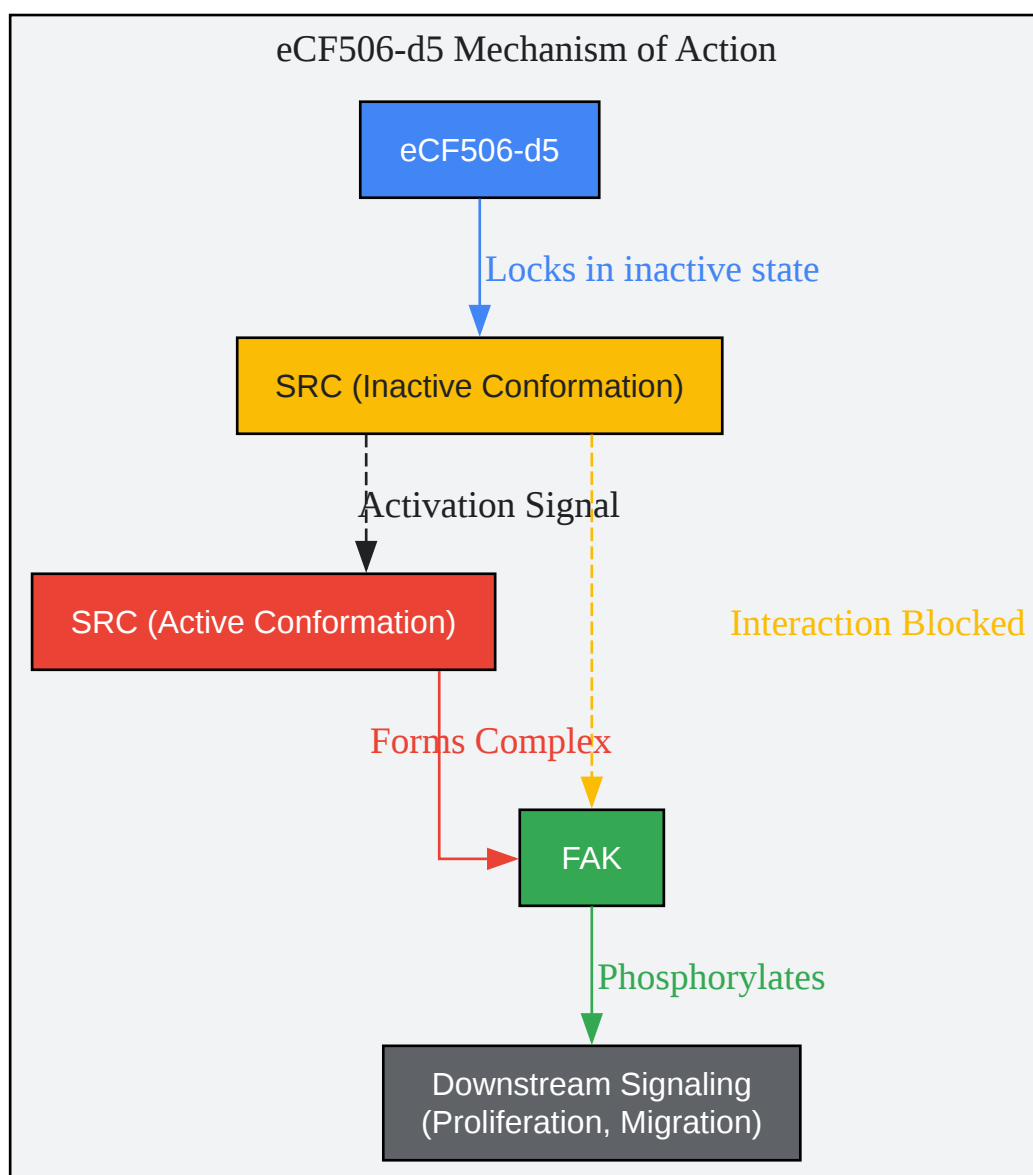 eCF506-d5 Mechanism of Action
eCF506-d5
Locks in inactive state
SRC (Inactive Conformation)
Activation Signal
SRC (Active Conformation)
Interaction Blocked
Forms Complex
FAK
Phosphorylates
Downstream Signaling
(Proliferation, Migration)